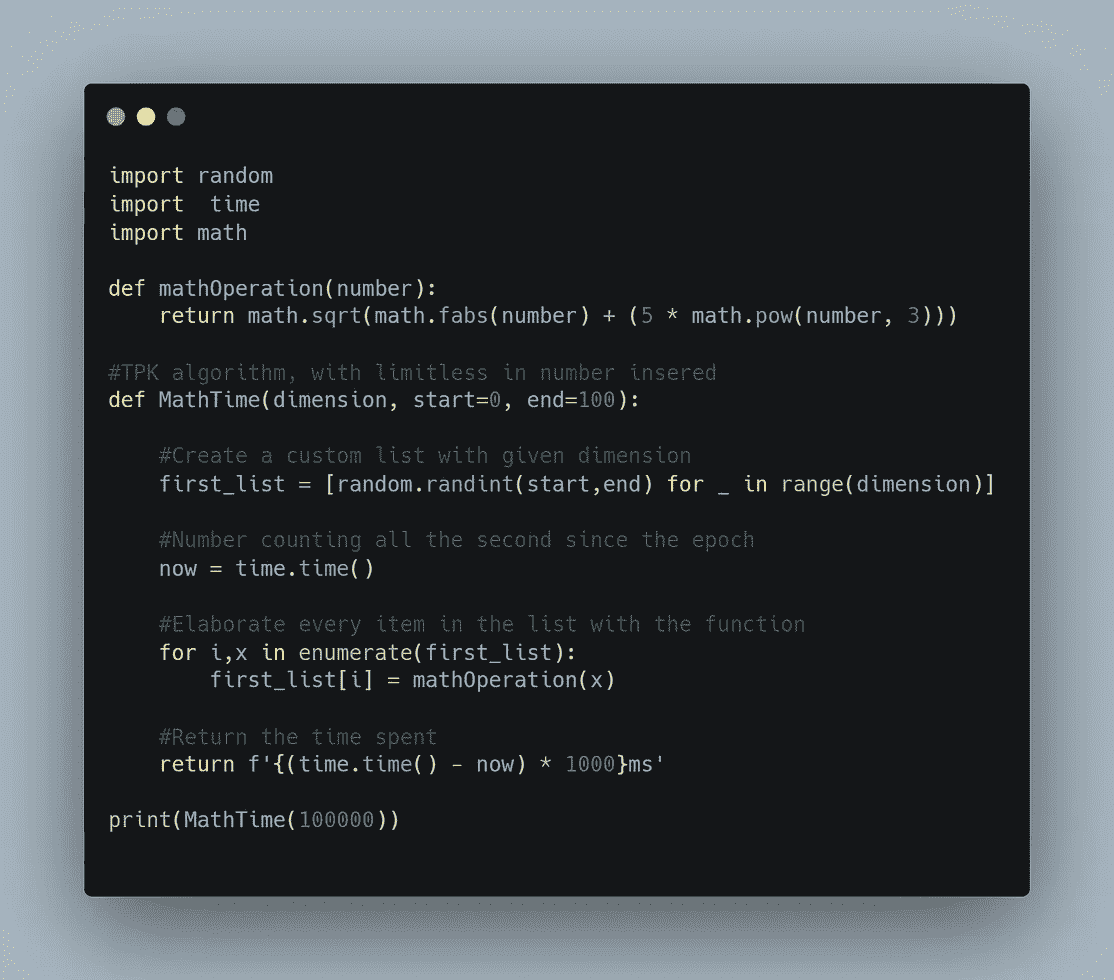 import random
import  time
import math
def mathOperation(number):
    return math.sqrt(math.fabs(number) + (5 * math.pow(number, 3)))
#TPK algorithm, with limitless in number insered
def MathTime(dimension, start=0, end=100):
    #Create a custom list with given dimension
    first_list = [random.randint(start,end) for _ in range(dimension)]
    #Number counting all the second since the epoch
    now = time.time()
    #Elaborate every item in the list with the function
    for i,x in enumerate(first_list):
        first_list[i] = mathOperation(x)
    #Return the time spent
    return f'{(time.time() - now) * 1000}ms'
print(MathTime(100000))